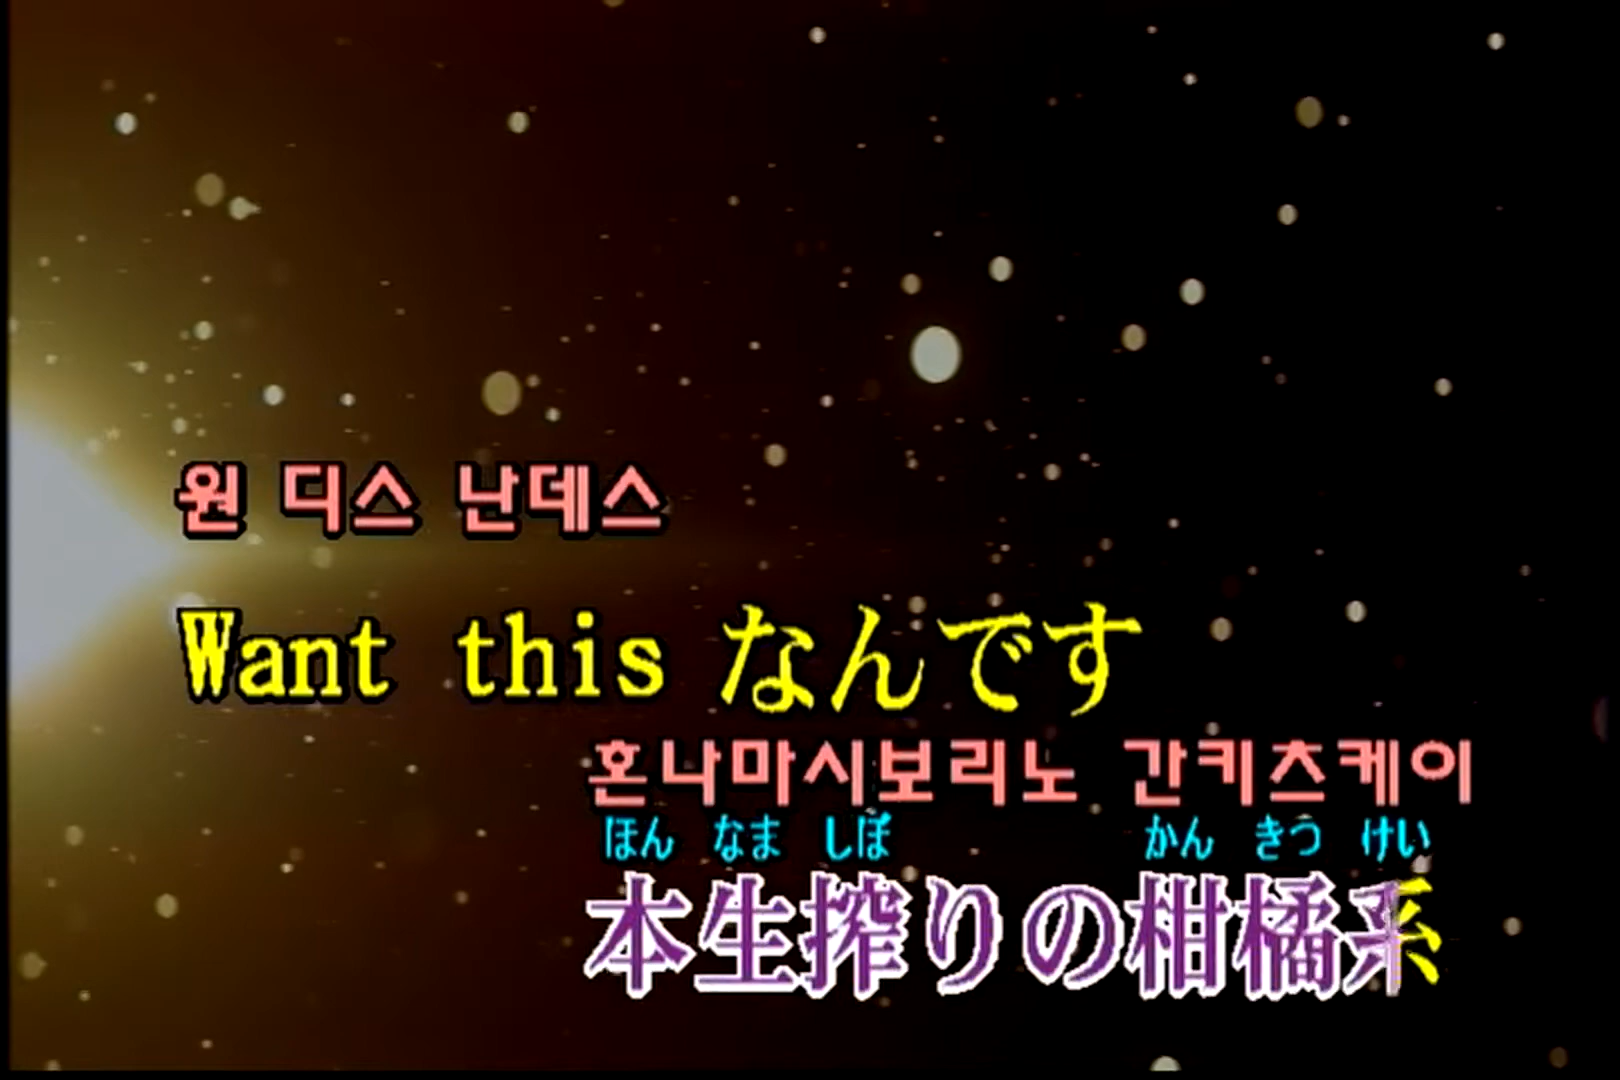 원 디스 난데스
Want this なんです
혼나마시보리노 간키츠케이
ほん なま しぼ かん きつ けい
本生搾りの柑橘系